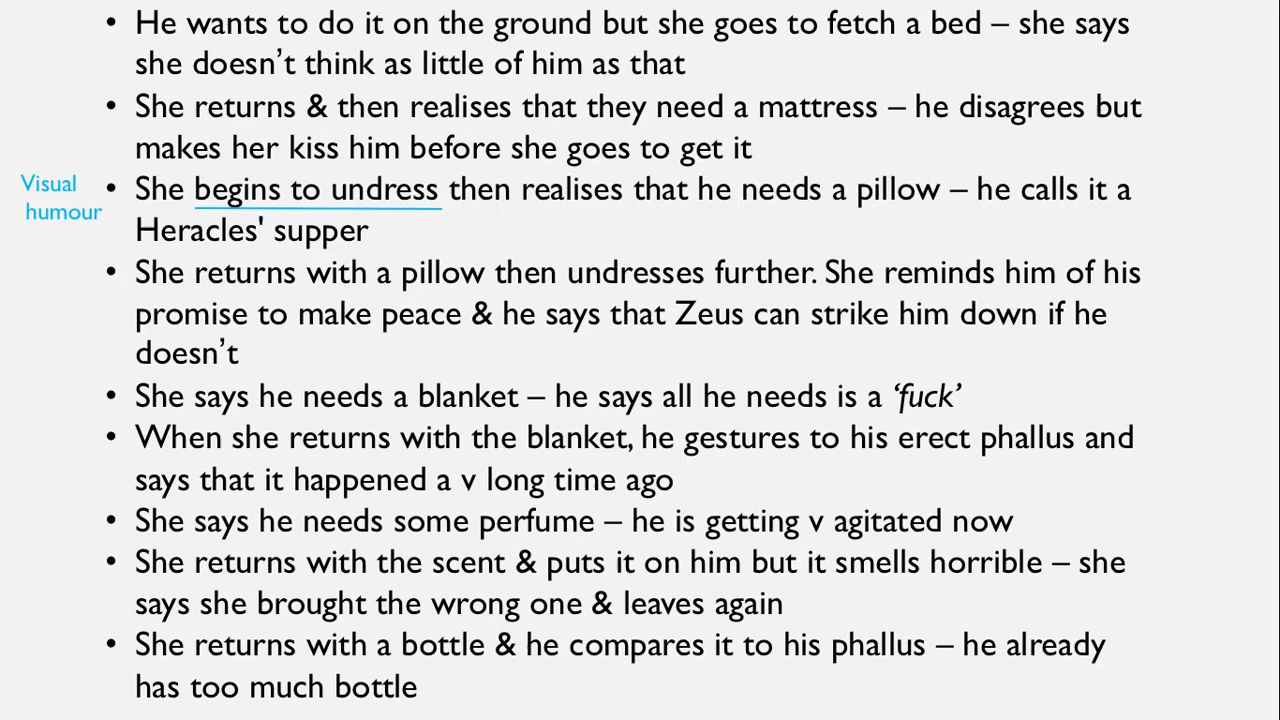 • He wants to do it on the ground but she goes to fetch a bed – she says
she doesn't think as little of him as that
• She returns & then realises that they need a mattress – he disagrees but
makes her kiss him before she goes to get it
Visual
humour
• She begins to undress then realises that he needs a pillow – he calls it a
Heracles' supper
• She returns with a pillow then undresses further. She reminds him of his
promise to make peace & he says that Zeus can strike him down if he
doesn't
• She says he needs a blanket – he says all he needs is a ‘fuck’
• When she returns with the blanket, he gestures to his erect phallus and
says that it happened a v long time ago
• She says he needs some perfume – he is getting v agitated now
• She returns with the scent & puts it on him but it smells horrible – she
says she brought the wrong one & leaves again
• She returns with a bottle & he compares it to his phallus – he already
has too much bottle